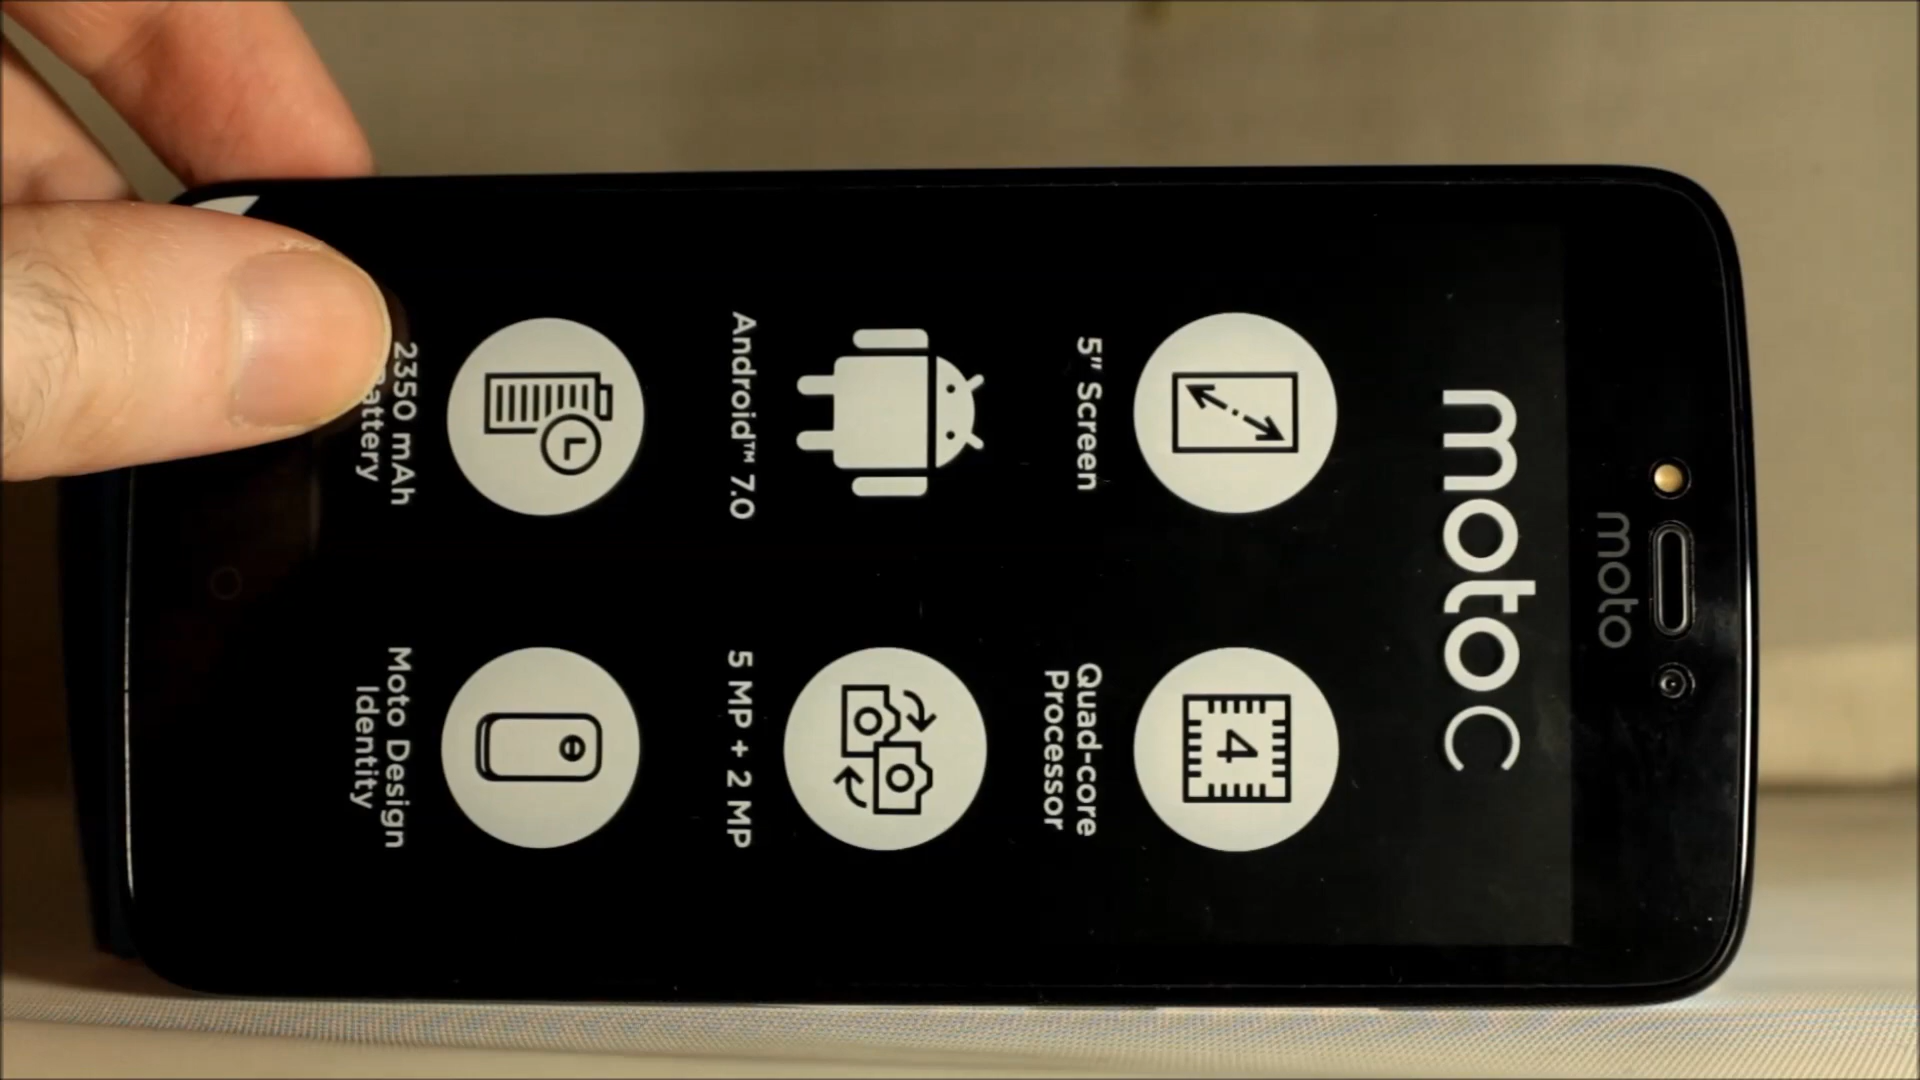 moto
moto c
5" Screen
Quad-core
Processor
4
Android™ 7.0
5 MP + 2 MP
2350 mAh
Moto Design
Identity